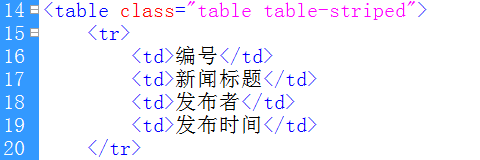 14 <table class="table table-striped">
15 <tr>
16 <td>编号</td>
17 <td>新闻标题</td>
18 <td>发布者</td>
19 <td>发布时间</td>
20 </tr>